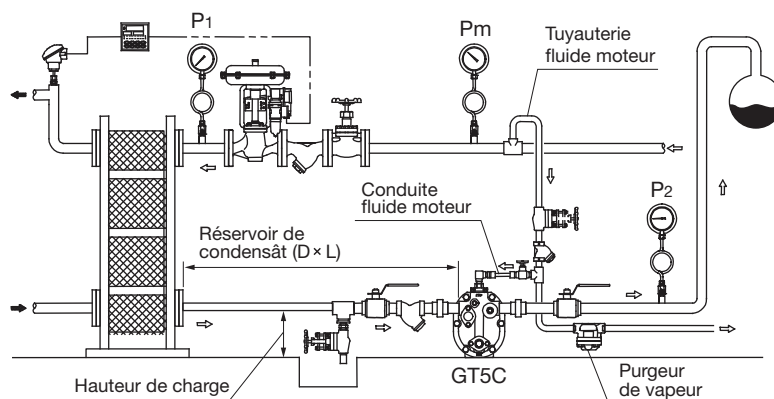 P1
Pm
Tuyauterie
fluide moteur
Conduite
fluide moteur
P2
Réservoir de
condensât (D × L)
Hauteur de charge
GT5C
Purgeur
de vapeur